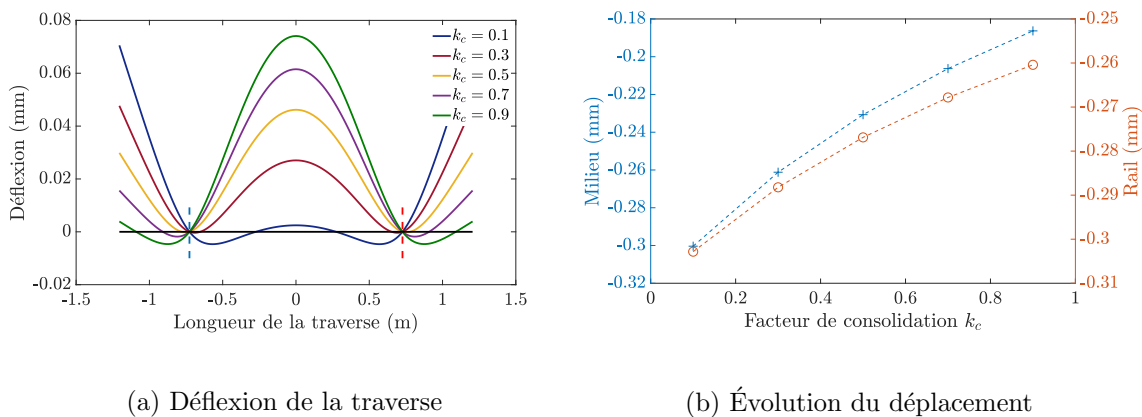 0.08
0.06
0.04
0.02
0
-0.02
-1.5
-1
-0.5
0
0.5
1
1.5
Déflexion (mm)
Longueur de la traverse (m)
k_c = 0.1
k_c = 0.3
k_c = 0.5
k_c = 0.7
k_c = 0.9
(a) Déflexion de la traverse
-0.18
-0.2
-0.22
-0.24
-0.26
-0.28
-0.3
-0.32
Milieu (mm)
0
0.2
0.4
0.6
0.8
1
Facteur de consolidation k_c
-0.25
-0.26
-0.27
-0.28
-0.29
-0.3
-0.31
Rail (mm)
(b) Évolution du déplacement